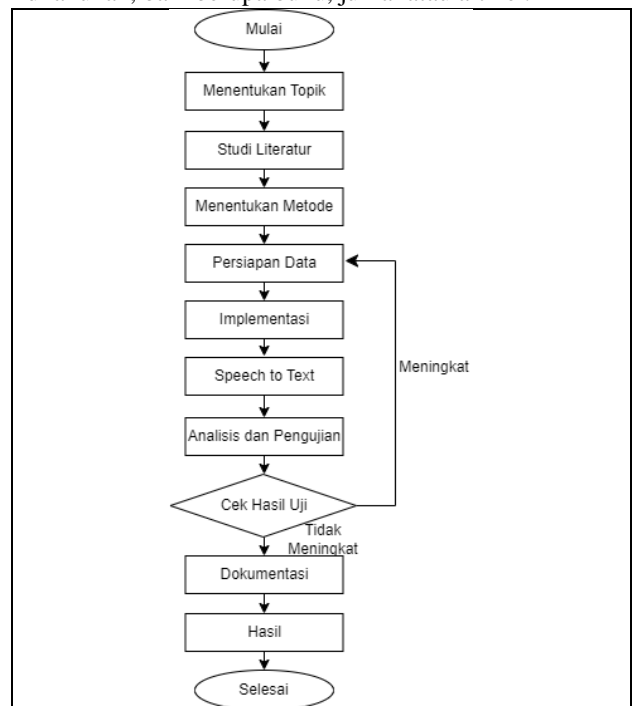 Mulai
Menentukan Topik
Studi Literatur
Menentukan Metode
Persiapan Data
Implementasi
Meningkat
Speech to Text
Analisis dan Pengujian
Cek Hasil Uji
Tidak
Meningkat
Dokumentasi
Hasil
Selesai